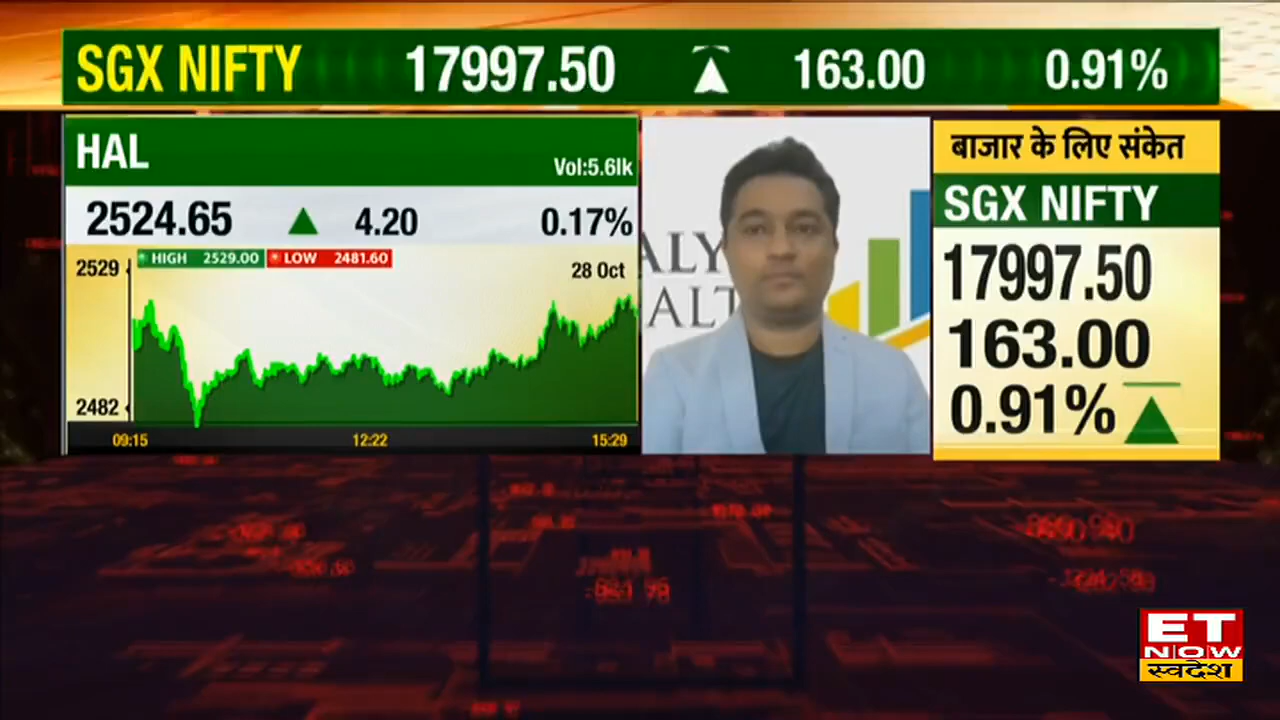 SGX NIFTY 17997.50 163.00 0.91%
HAL
Vol:5.6lk
2524.65 4.20 0.17%
HIGH 2529.00 LOW 2481.60
28 Oct
2529
2482
09:15 12:22 15:29
ALY
ALT
बाजार के लिए संकेत
SGX NIFTY
17997.50
163.00
0.91%
ET
NOW
स्वदेश